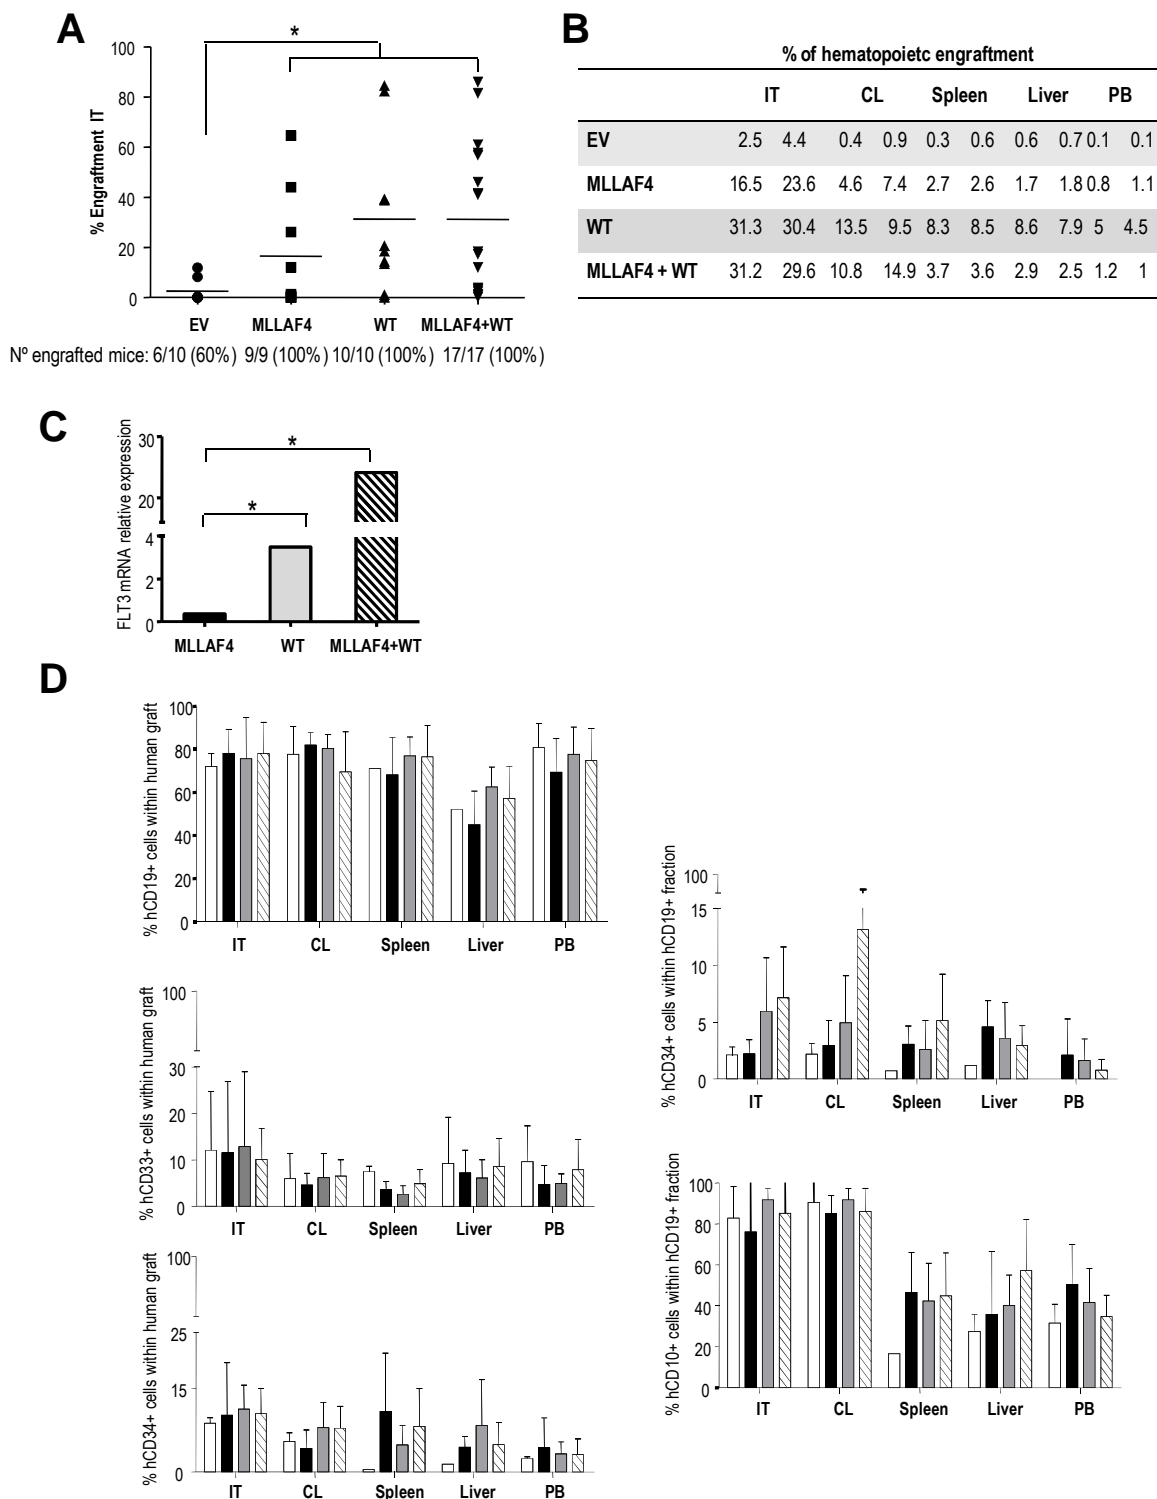 A
% Engraftment IT
100
80
60
40
20
0
*
EV MLLAF4 WT MLLAF4+WT
Nº engrafted mice: 6/10 (60%) 9/9 (100%) 10/10 (100%) 17/17 (100%)
B
% of hematopoietc engraftment
IT CL Spleen Liver PB
EV 2.5 4.4 0.4 0.9 0.3 0.6 0.6 0.7 0.1 0.1
MLLAF4 16.5 23.6 4.6 7.4 2.7 2.6 1.7 1.8 0.8 1.1
WT 31.3 30.4 13.5 9.5 8.3 8.5 8.6 7.9 5 4.5
MLLAF4 + WT 31.2 29.6 10.8 14.9 3.7 3.6 2.9 2.5 1.2 1
C
FLT3 mRNA relative expression
30
20
4
2
0
*
*
MLLAF4 WT MLLAF4+WT
D
% hCD19+ cells within human graft
100
80
60
40
20
0
IT CL Spleen Liver PB
% hCD33+ cells within human graft
100
30
20
10
0
IT CL Spleen Liver PB
% hCD34+ cells within human graft
100
25
15
0
IT CL Spleen Liver PB
% hCD34+ cells within hCD19+ fraction
100
15
10
5
0
IT CL Spleen Liver PB
% hCD10+ cells within hCD19+ fraction
100
80
60
40
20
0
IT CL Spleen Liver PB